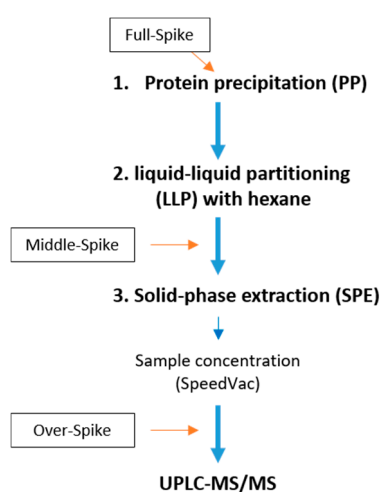 Full-Spike
1. Protein precipitation (PP)
2. liquid-liquid partitioning
(LLP) with hexane
Middle-Spike
3. Solid-phase extraction (SPE)
Sample concentration
(SpeedVac)
Over-Spike
UPLC-MS/MS